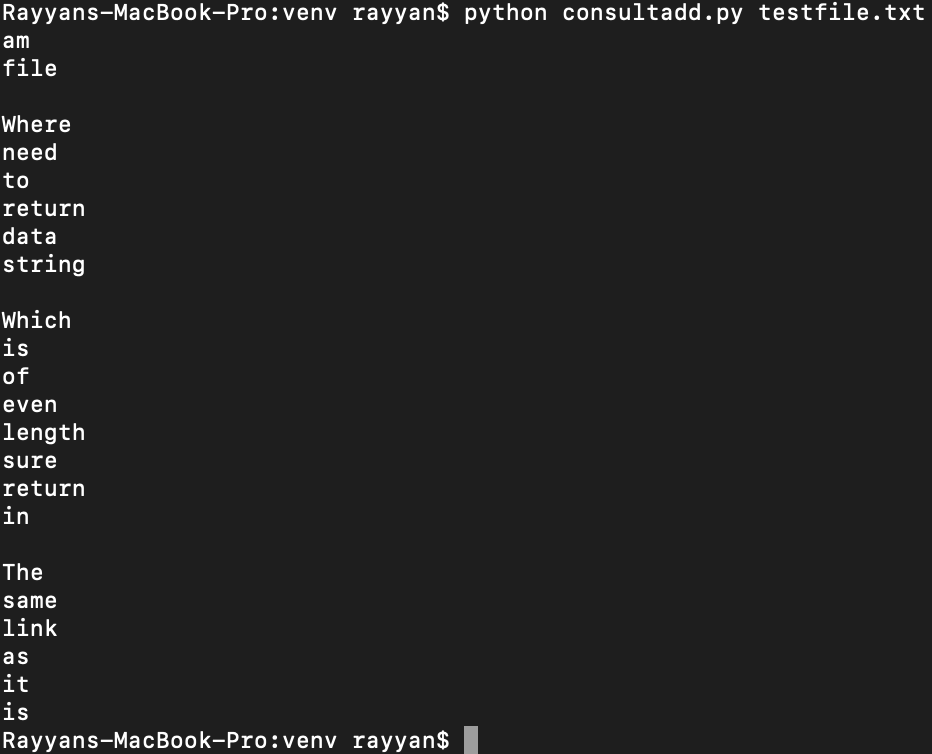 Rayyans-MacBook-Pro:venv rayyan$ python consultadd.py testfile.txt
am
file

Where
need
to
return
data
string

Which
is
of
even
length
sure
return
in

The
same
link
as
it
is
Rayyans-MacBook-Pro:venv rayyan$